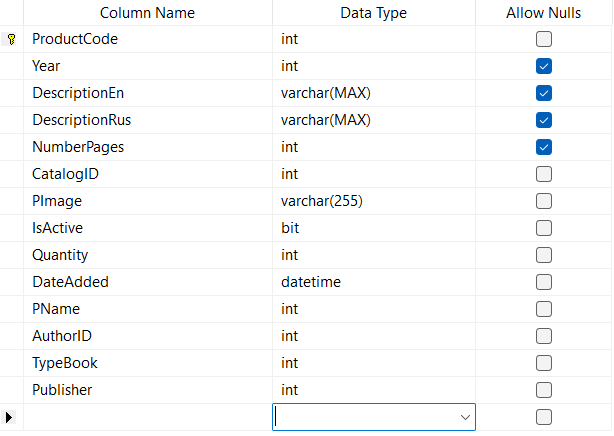 Column Name Data Type Allow Nulls
ProductCode int
Year int
DescriptionEn varchar(MAX)
DescriptionRus varchar(MAX)
NumberPages int
CatalogID int
PImage varchar(255)
IsActive bit
Quantity int
DateAdded datetime
PName int
AuthorID int
TypeBook int
Publisher int